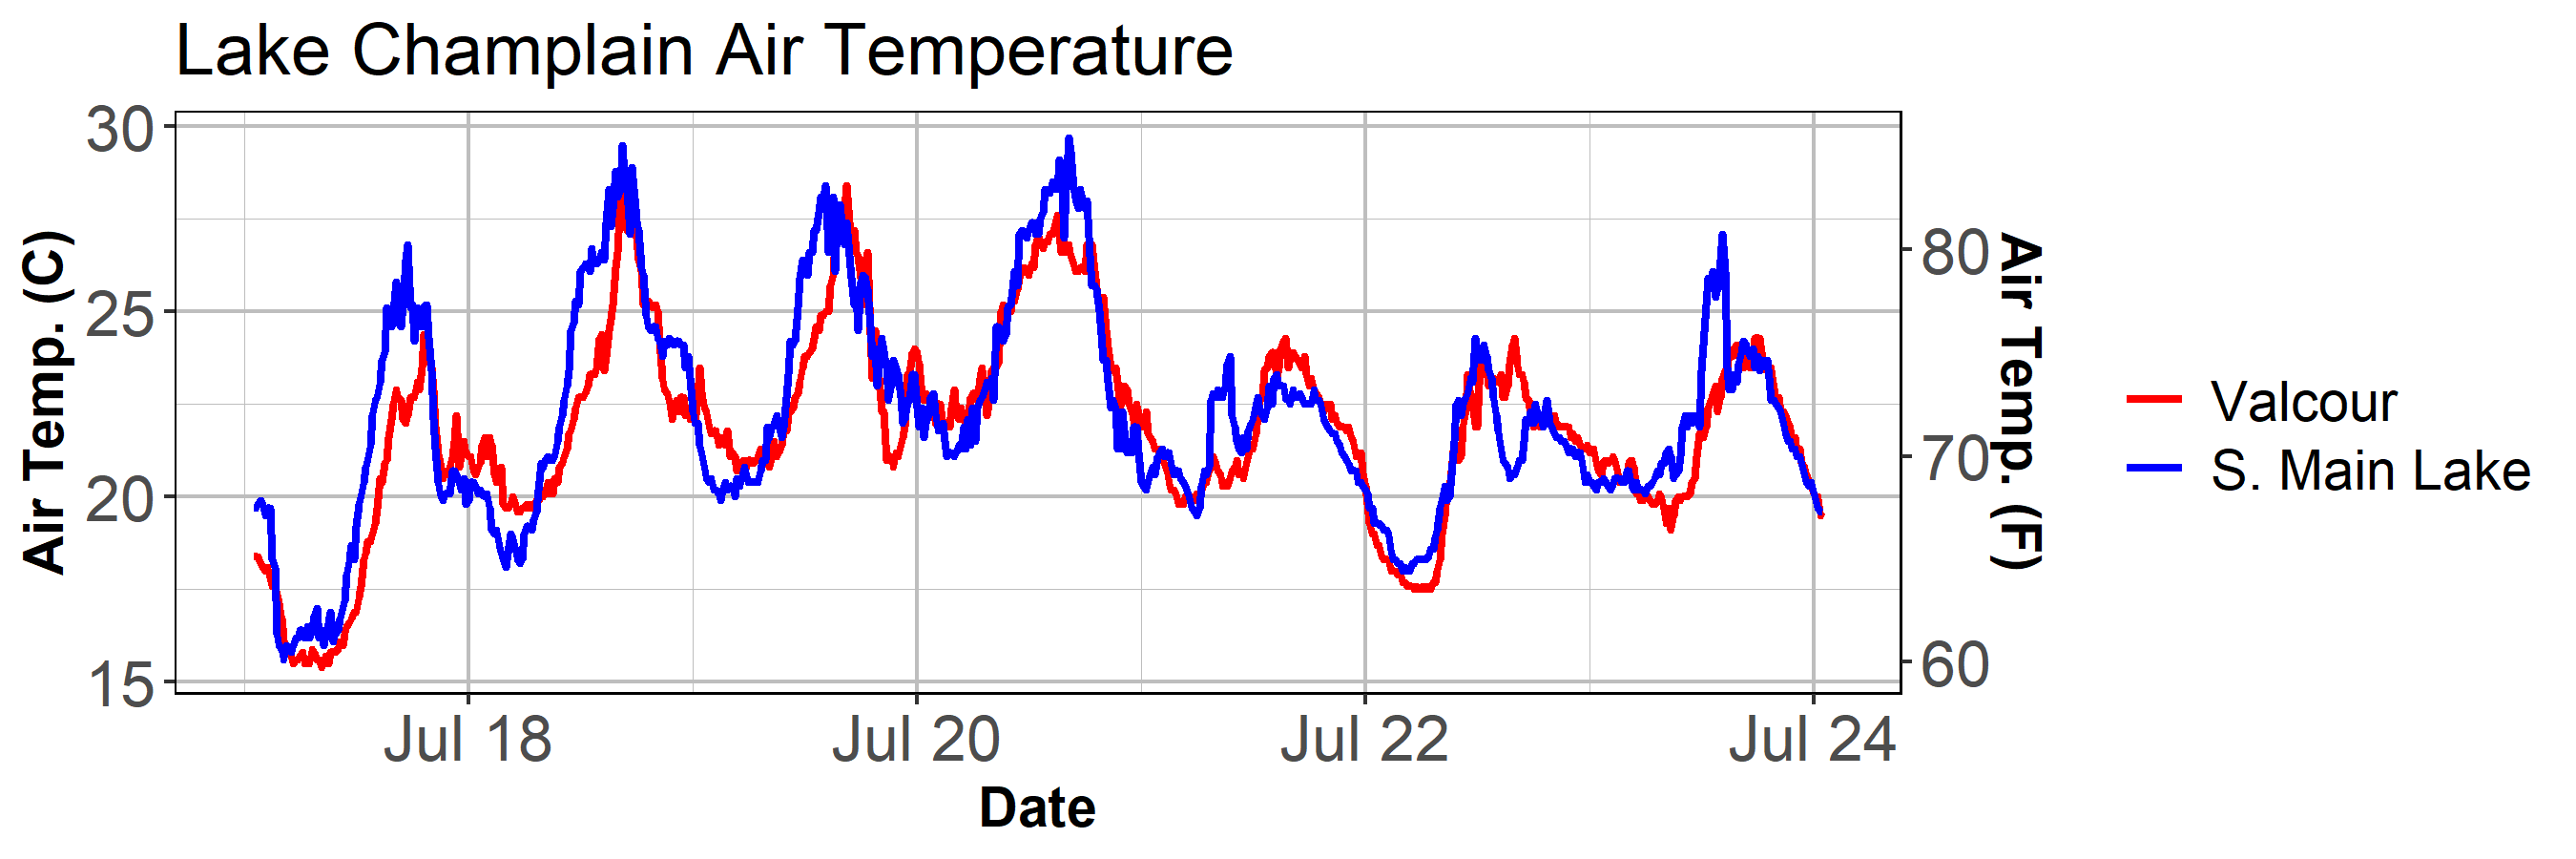 Lake Champlain Air Temperature
Air Temp. (C)
30
25
20
15
Jul 18
Jul 20
Jul 22
Jul 24
Date
80
70
60
Air Temp. (F)
Valcour
S. Main Lake